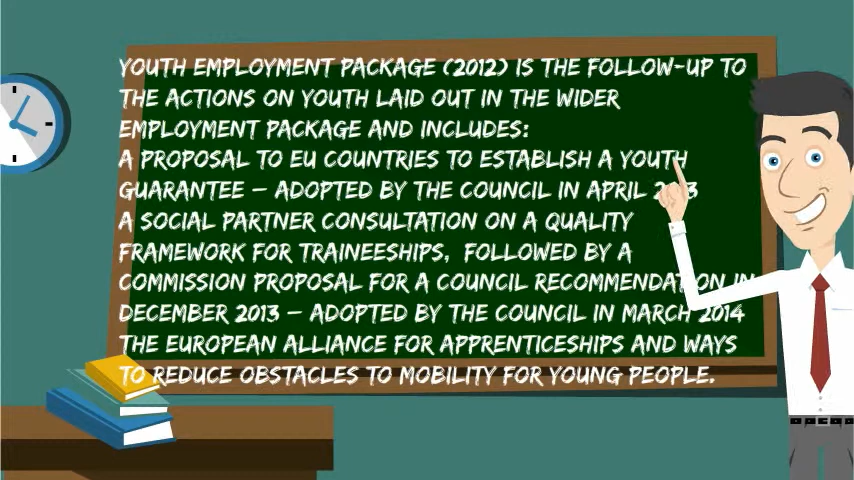 YOUTH EMPLOYMENT PACKAGE (2012) IS THE FOLLOW-UP TO
THE ACTIONS ON YOUTH LAID OUT IN THE WIDER
EMPLOYMENT PACKAGE AND INCLUDES:
A PROPOSAL TO EU COUNTRIES TO ESTABLISH A YOUTH
GUARANTEE – ADOPTED BY THE COUNCIL IN APRIL 2013
A SOCIAL PARTNER CONSULTATION ON A QUALITY
FRAMEWORK FOR TRAINEESHIPS, FOLLOWED BY A
COMMISSION PROPOSAL FOR A COUNCIL RECOMMENDATION IN
DECEMBER 2013 – ADOPTED BY THE COUNCIL IN MARCH 2014
THE EUROPEAN ALLIANCE FOR APPRENTICESHIPS AND WAYS
TO REDUCE OBSTACLES TO MOBILITY FOR YOUNG PEOPLE.